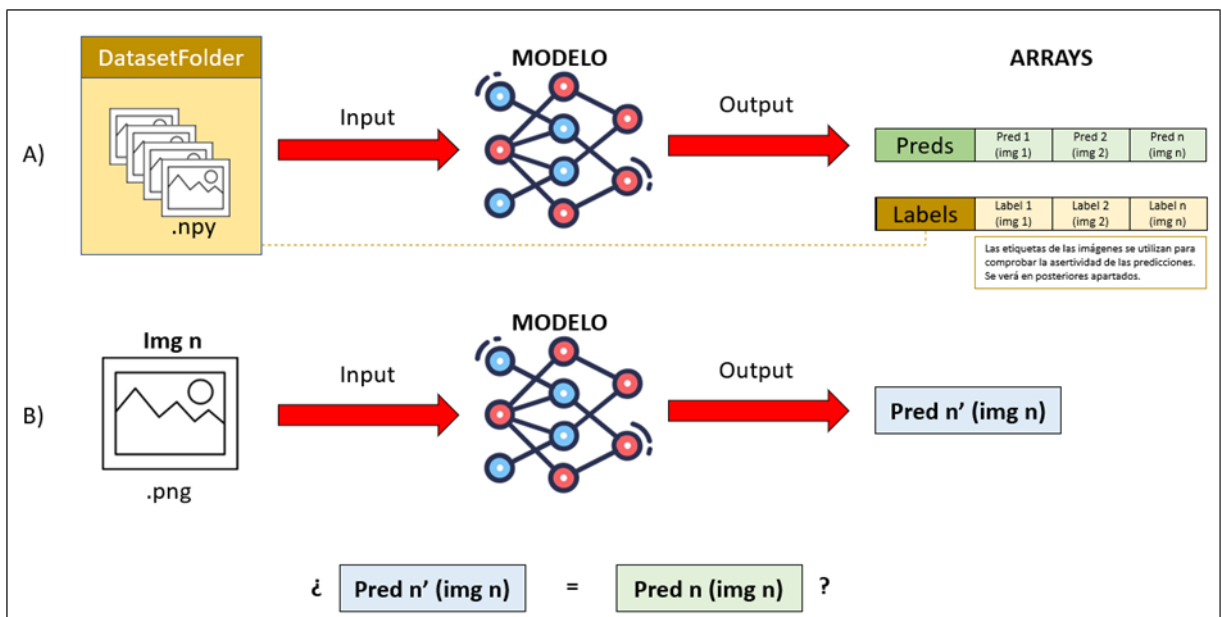 DatasetFolder
MODELO
ARRAYS
Input
Output
A)
.npy
Preds
Pred 1
(img 1)
Pred 2
(img 2)
Pred n
(img n)
Labels
Label 1
(img 1)
Label 2
(img 2)
Label n
(img n)
Las etiquetas de las imágenes se utilizan para
comprobar la asertividad de las predicciones.
Se verá en posteriores apartados.
Img n
MODELO
Input
Output
B)
Pred n’ (img n)
.png
¿ Pred n’ (img n) = Pred n (img n) ?